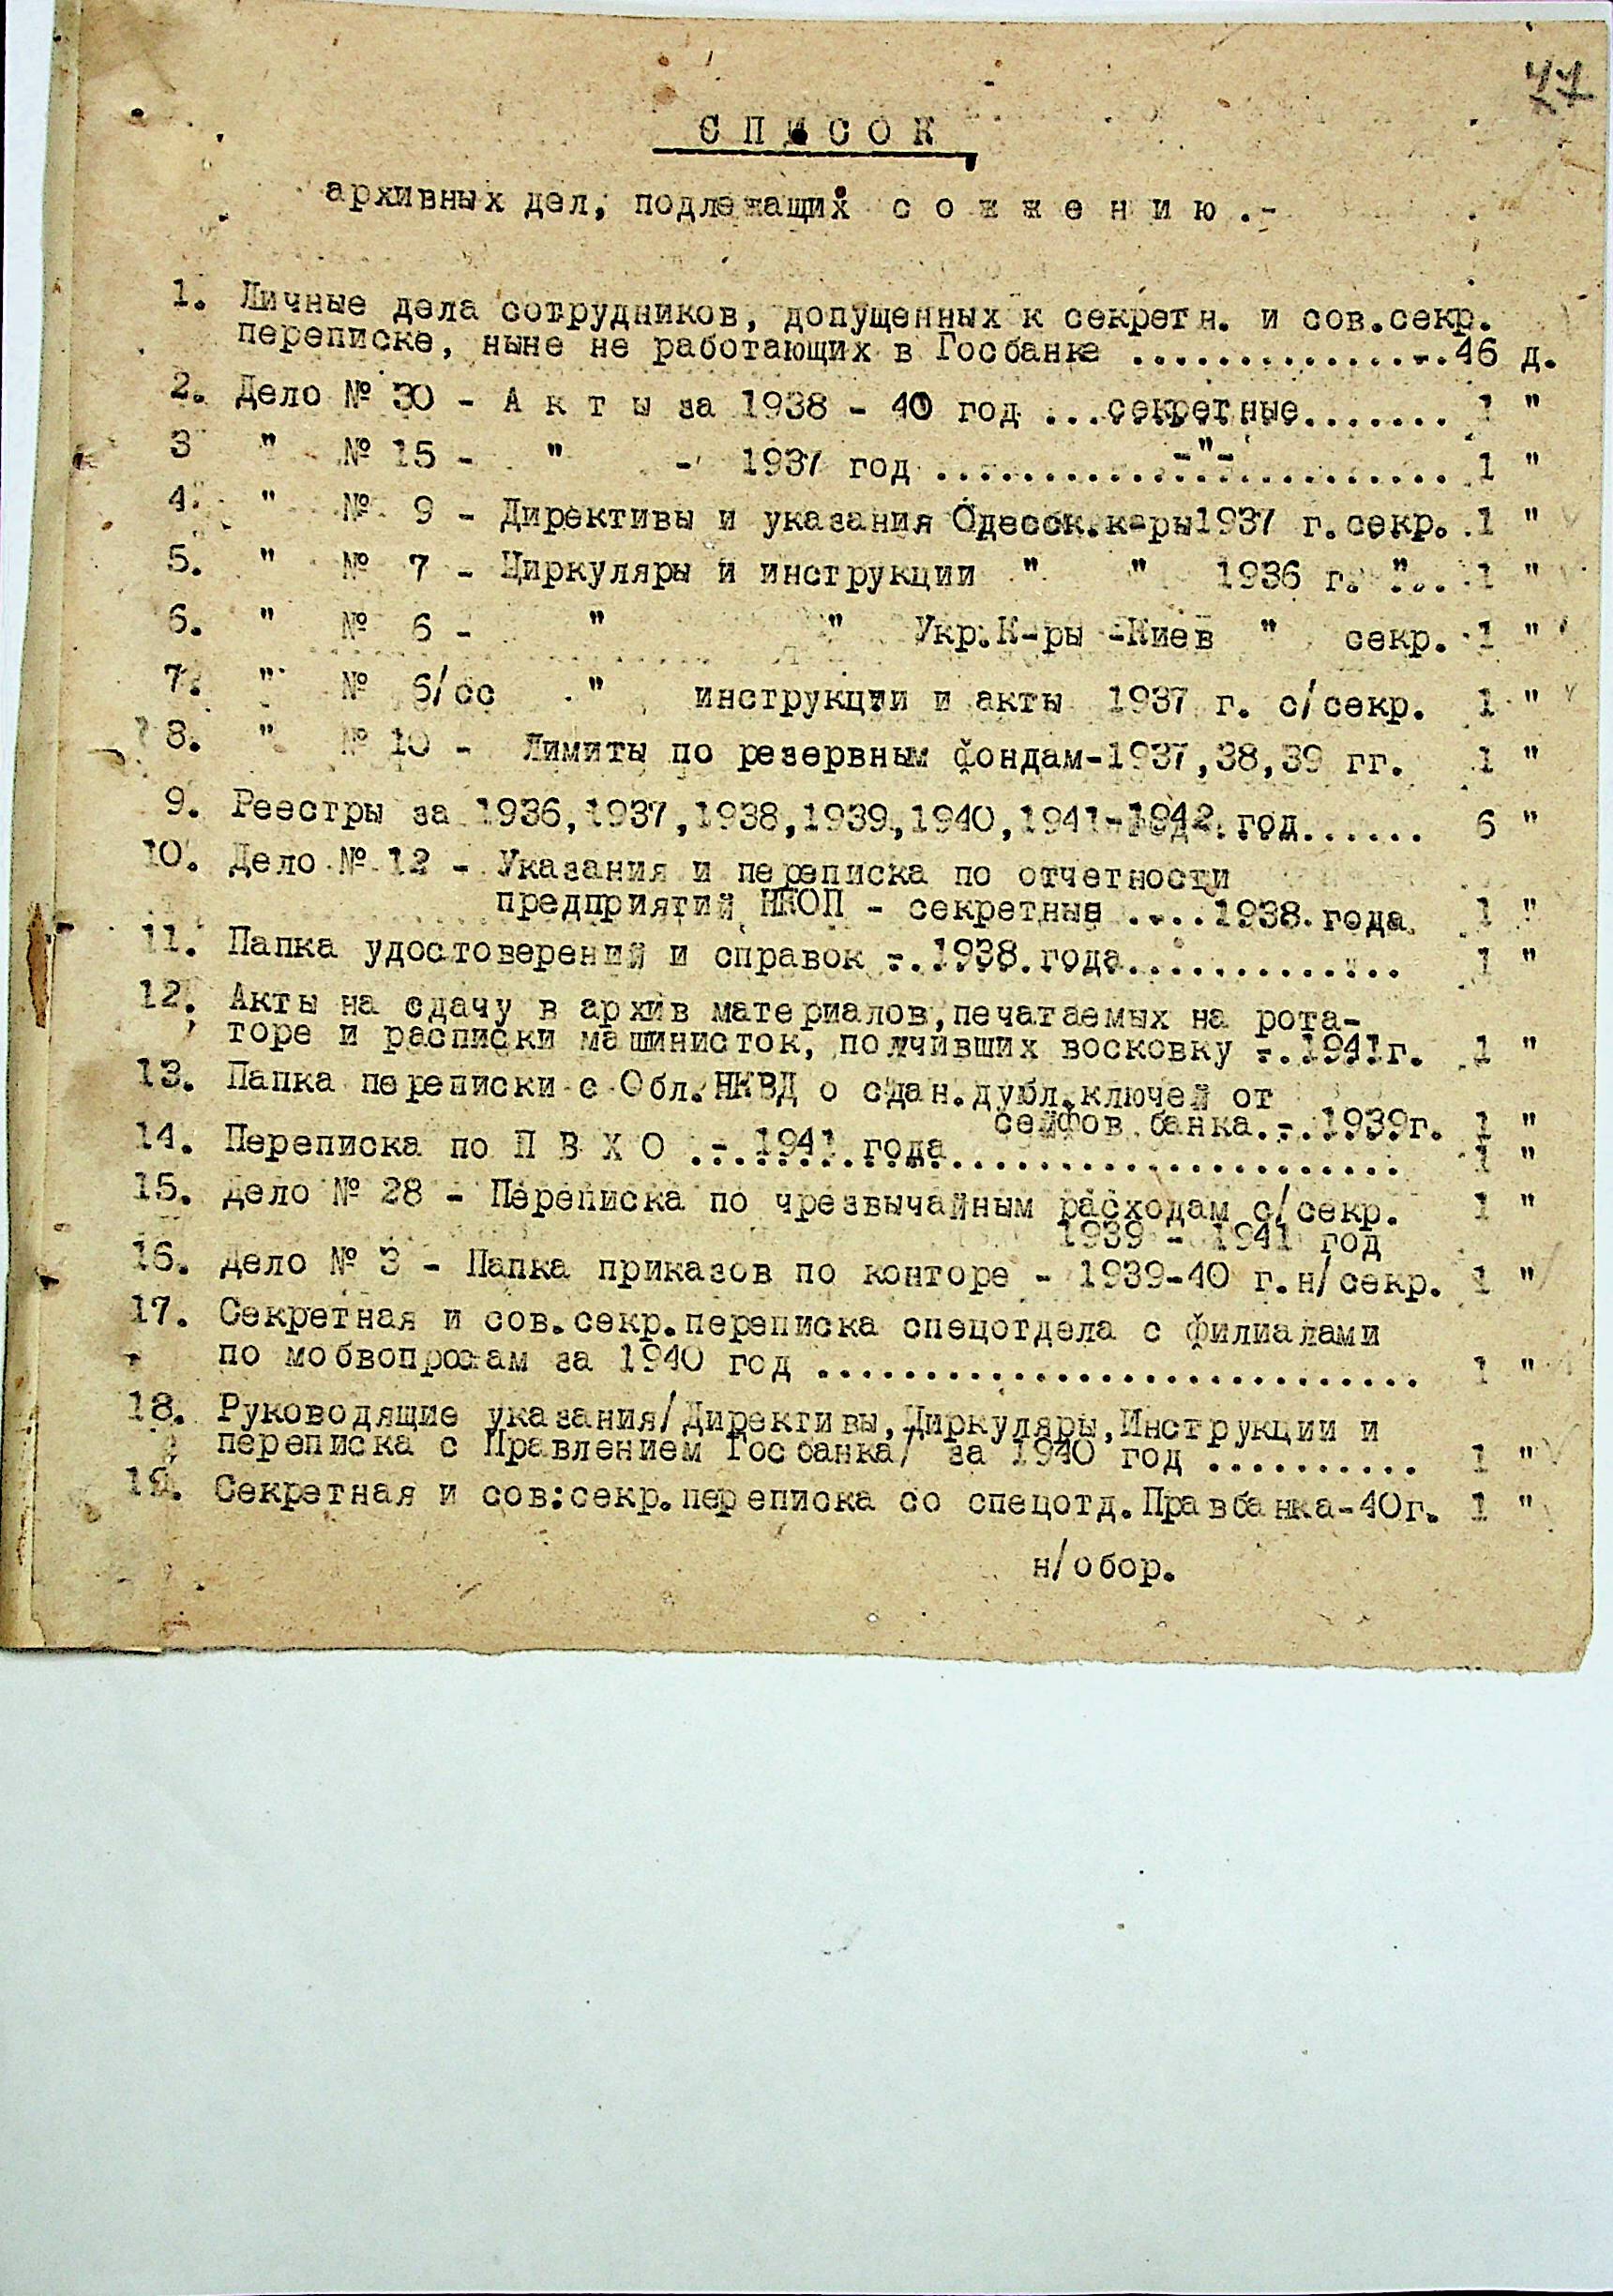 С П И С О К
архивных дел, подлежащих с о ж ж е н и ю .-
1. Личные дела сотрудников, допущенных к секретн. и сов.секр.
переписке, ныне не работающих в Госбанке ............... 46 д.
2. Дело № 30 - А к т ы за 1938 - 40 год ...секретные....... 1 "
3 " № 15 - " - 1937 год ...........-"-.......... 1 "
4. " № 9 - Директивы и указания Одесск.к-ры1937 г.секр. 1 "
5. " № 7 - Циркуляры и инструкции " " 1936 г. ".. 1 "
6. " № 6 - " " Укр.К-ры -Киев " секр. 1 "
7. " № 6/сс " инструкции и акты 1937 г. с/секр. 1 "
8. " № 10 - Лимиты по резервным фондам-1937,38,39 гг. 1 "
9. Реестры за 1936,1937,1938,1939,1940,1941-1942 год...... 6 "
10. Дело № 12 - Указания и переписка по отчетности
предприятий НКОП - секретные ....1938.года 1 "
11. Папка удостоверений и справок -.1938.года............. 1 "
12. Акты на сдачу в архив материалов,печатаемых на рота-
торе и расписки машинисток, полчивших восковку -.1941г. 1 "
13. Папка переписки с Обл.НКВД о сдан.дубл.ключей от
сейфов банка.-.1939г. 1 "
14. Переписка по П В Х О .-.1941 года..................... 1 "
15. Дело № 28 - Переписка по чрезвычайным расходам с/секр. 1 "
1939 - 1941 год
16. Дело № 3 - Папка приказов по конторе - 1939-40 г.н/секр. 1 "
17. Секретная и сов.секр.переписка спецотдела с филиалами
по мобвопросам за 1940 год ............................ 1 "
18. Руководящие указания/Директивы,Циркуляры,Инструкции и
переписка с Правлением Госбанка/ за 1940 год .......... 1 "
19. Секретная и сов:секр.переписка со спецотд.Правбанка-40г. 1 "
н/обор.